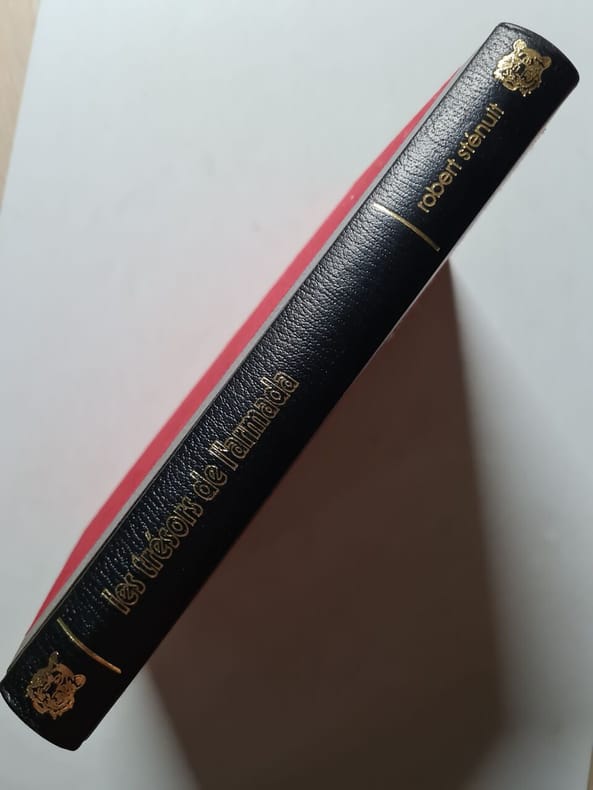 les trésors de l'armada
robert sténuit